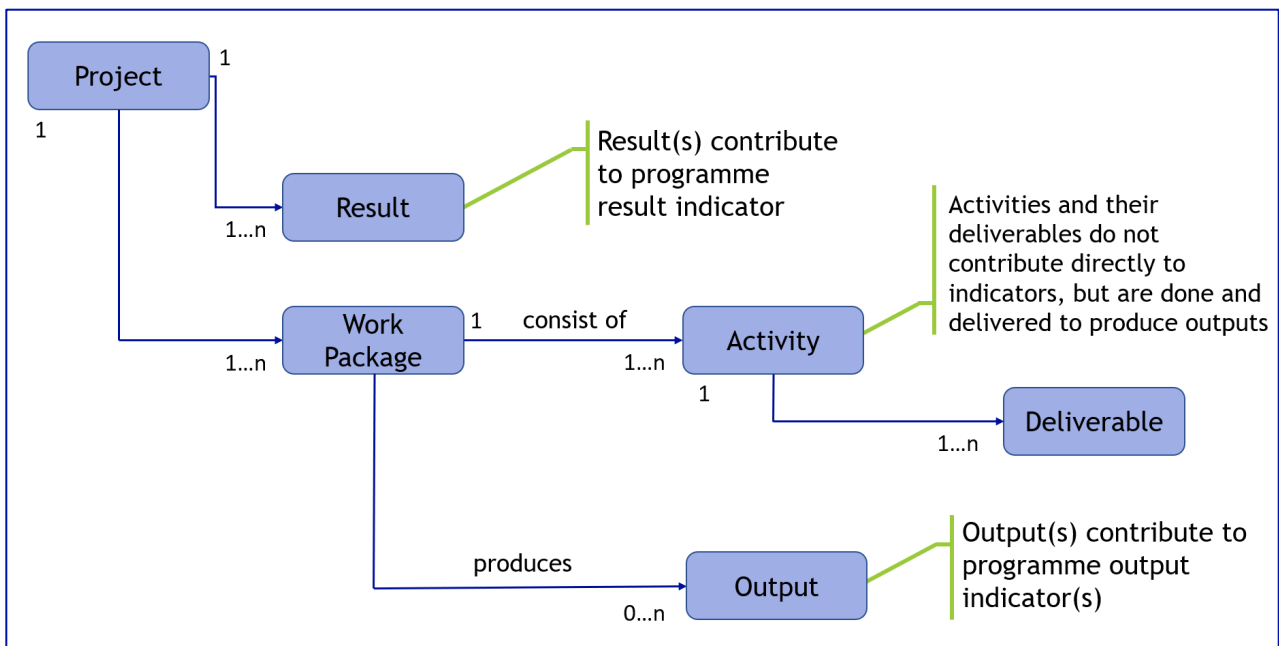 Project
1
1
Result
1...n
Result(s) contribute
to programme
result indicator
Activities and their
deliverables do not
contribute directly to
indicators, but are done and
delivered to produce outputs
Work
Package
1...n
1
consist of
1...n
Activity
1
Deliverable
1...n
produces
0...n
Output
Output(s) contribute to
programme output
indicator(s)